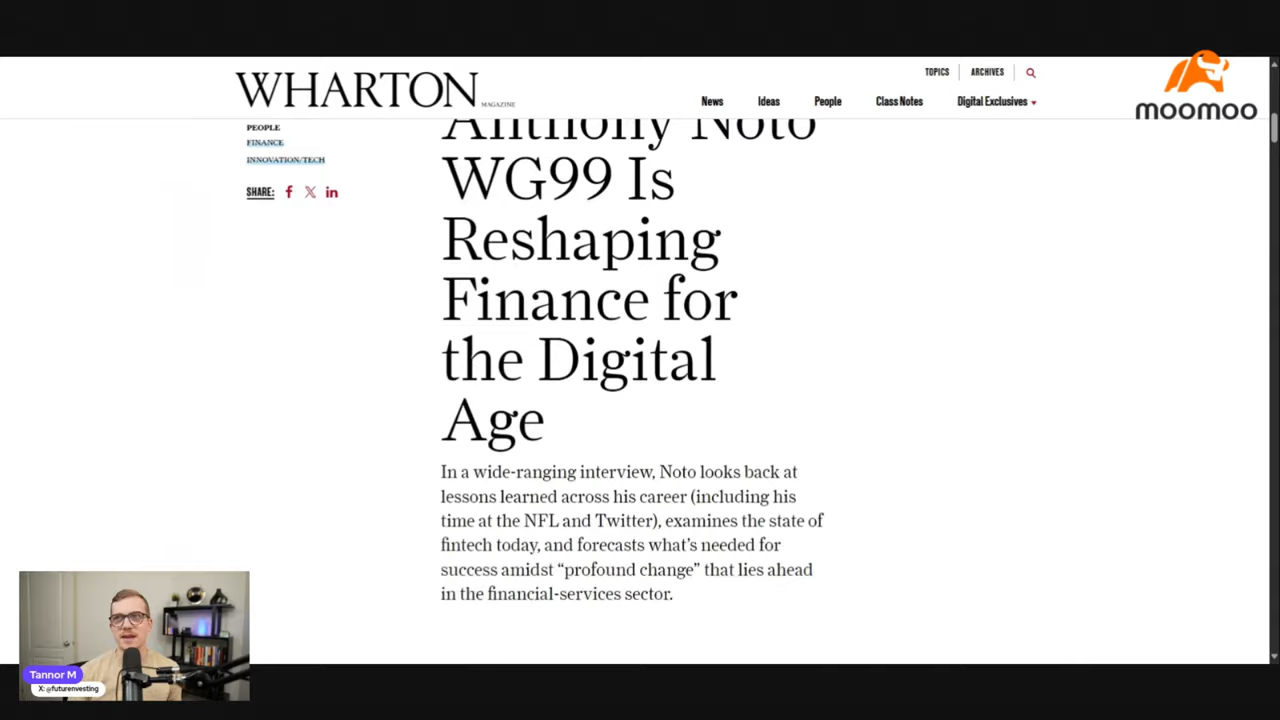 WHARTON
MAGAZINE
TOPICS
ARCHIVES
News
Ideas
People
Class Notes
Digital Exclusives
moomoo
PEOPLE
FINANCE
INNOVATION/TECH
SHARE:
Anthony Noto
WG99 Is
Reshaping
Finance for
the Digital
Age
In a wide-ranging interview, Noto looks back at
lessons learned across his career (including his
time at the NFL and Twitter), examines the state of
fintech today, and forecasts what’s needed for
success amidst “profound change” that lies ahead
in the financial-services sector.
Tannor M
X: @futurenvesting